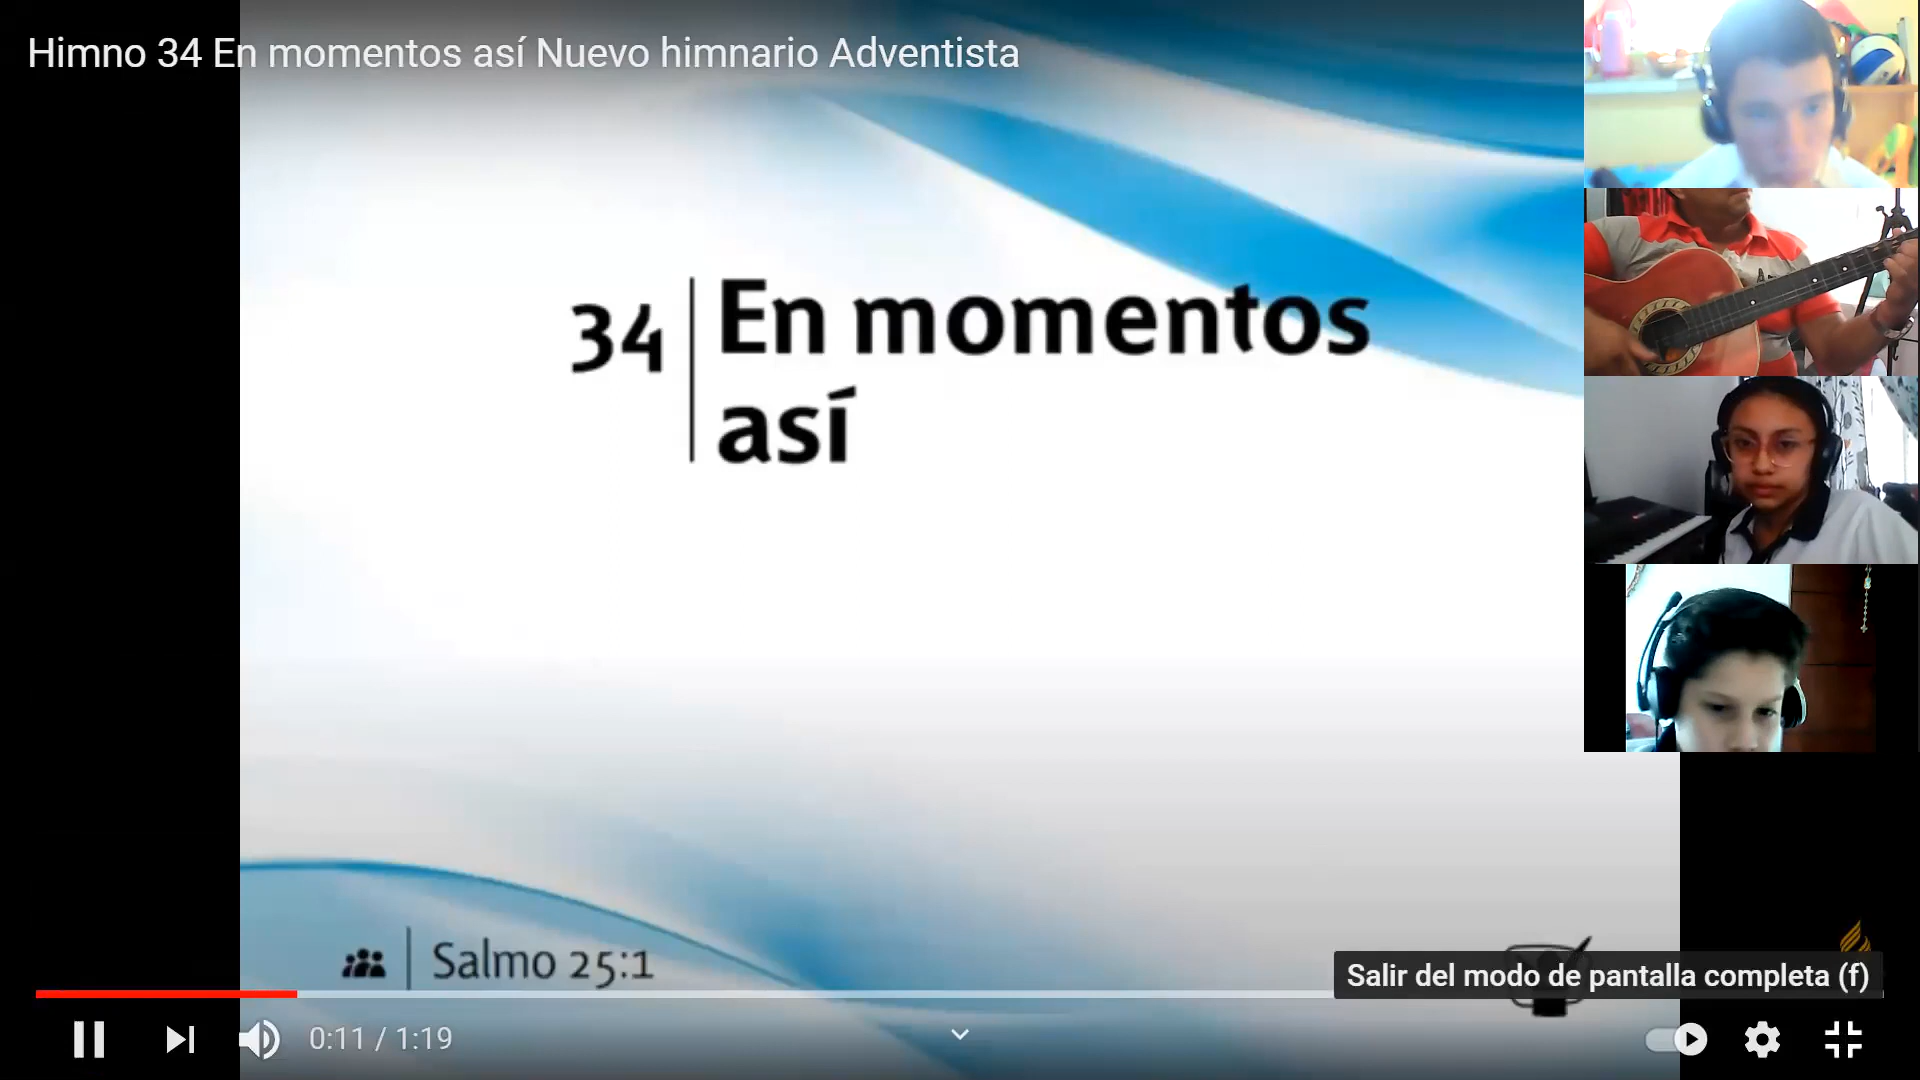 Himno 34 En momentos así Nuevo himnario Adventista
34
En momentos
así
Salmo 25:1
Salir del modo de pantalla completa (f)
0:11 / 1:19